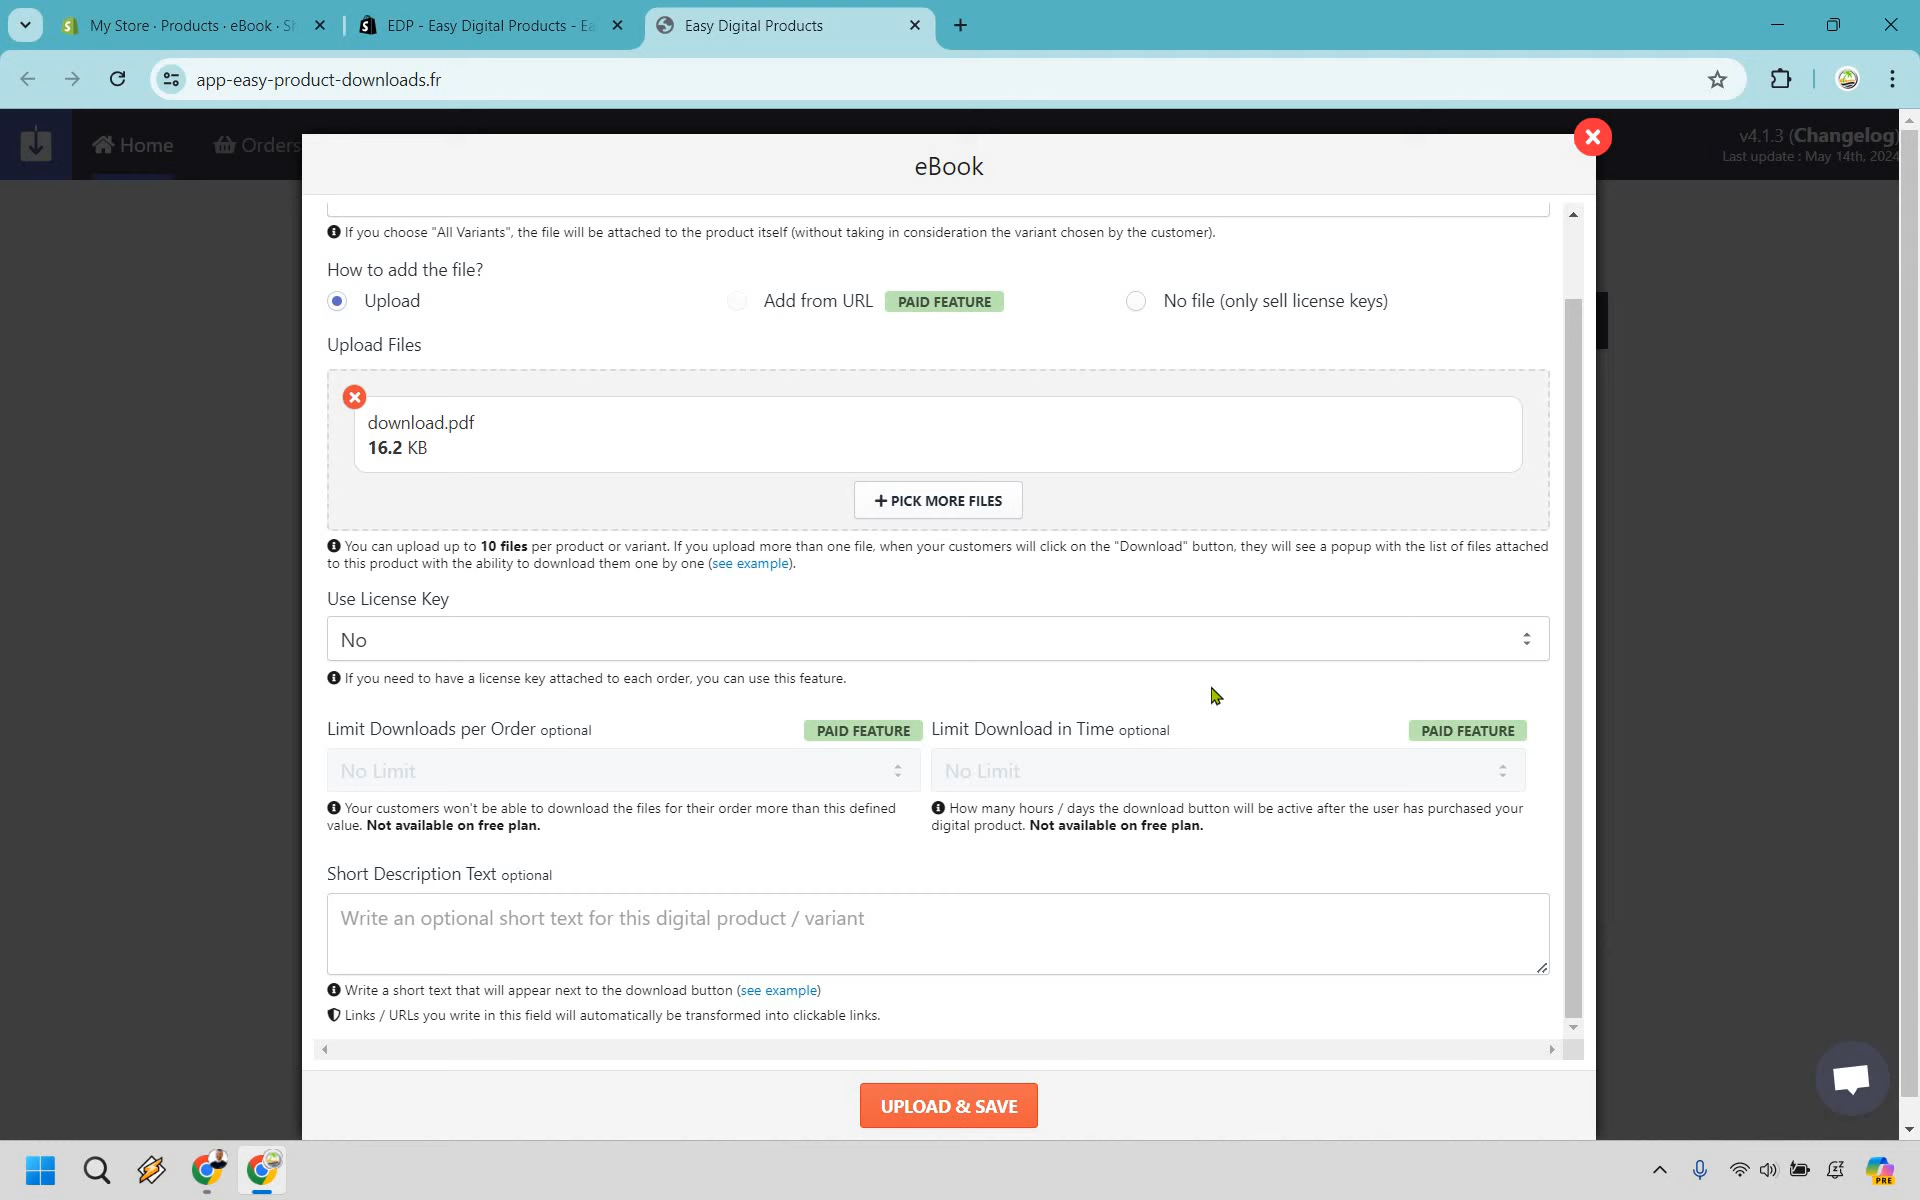 My Store · Products · eBook · Sh
EDP - Easy Digital Products - Ea
Easy Digital Products
app-easy-product-downloads.fr
Home
Orders
v4.1.3 (Changelog)
Last update : May 14th, 2024
eBook
If you choose "All Variants", the file will be attached to the product itself (without taking in consideration the variant chosen by the customer).
How to add the file?
Upload
Add from URL PAID FEATURE
No file (only sell license keys)
Upload Files
download.pdf
16.2 KB
PICK MORE FILES
You can upload up to 10 files per product or variant. If you upload more than one file, when your customers will click on the "Download" button, they will see a popup with the list of files attached
to this product with the ability to download them one by one (see example).
Use License Key
No
If you need to have a license key attached to each order, you can use this feature.
Limit Downloads per Order optional PAID FEATURE
No Limit
Your customers won't be able to download the files for their order more than this defined
value. Not available on free plan.
Limit Download in Time optional PAID FEATURE
No Limit
How many hours / days the download button will be active after the user has purchased your
digital product. Not available on free plan.
Short Description Text optional
Write an optional short text for this digital product / variant
Write a short text that will appear next to the download button (see example)
Links / URLs you write in this field will automatically be transformed into clickable links.
UPLOAD & SAVE
PRE